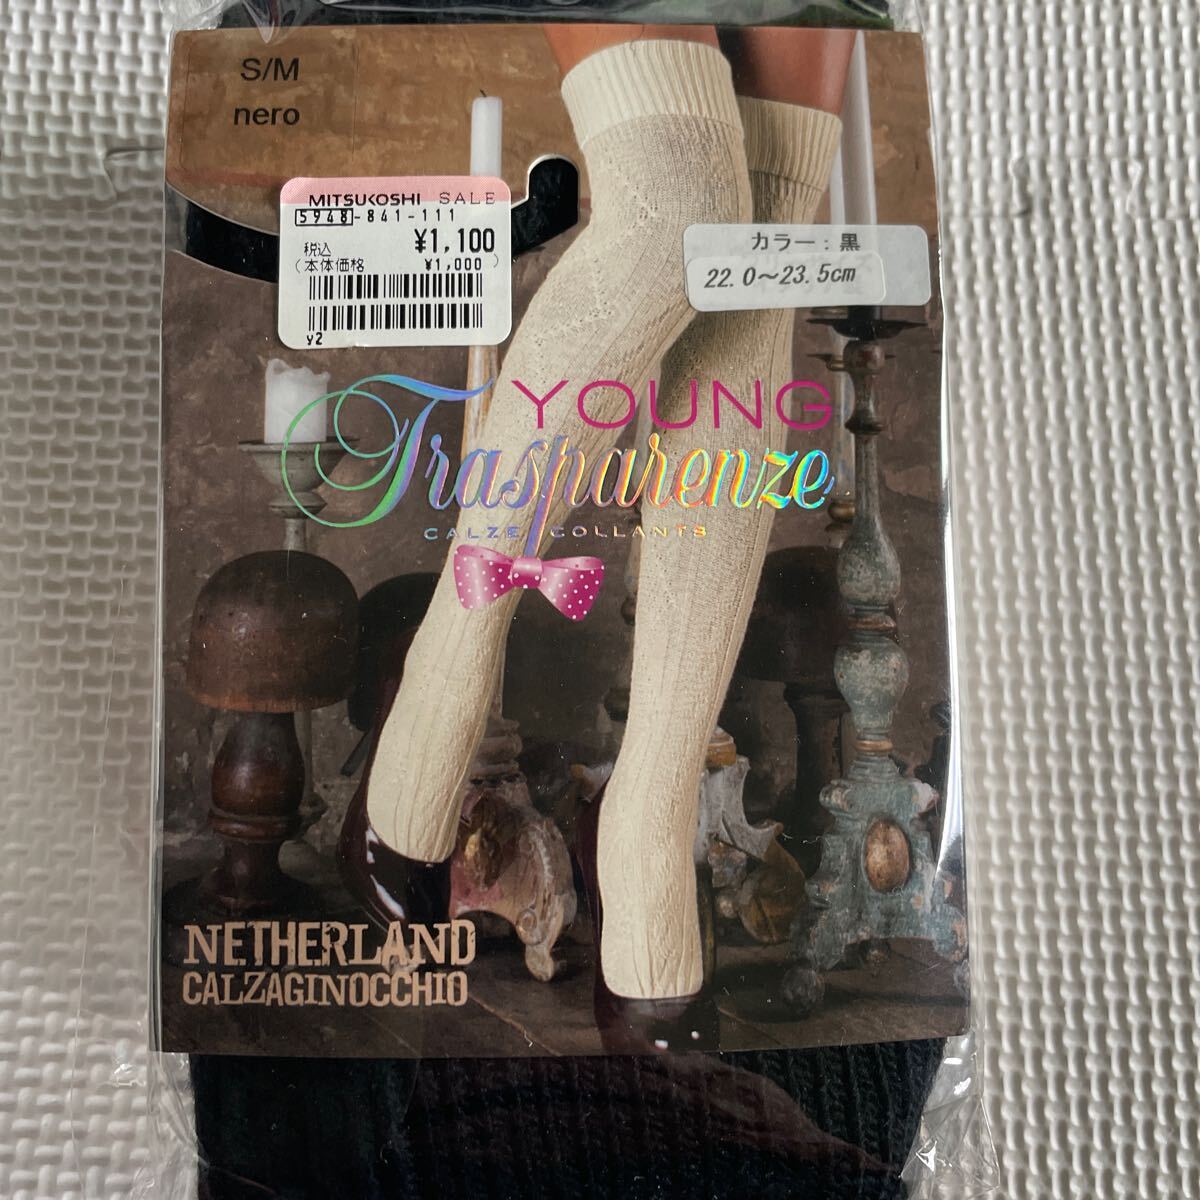 S/M
nero
MITSUKOSHI SALE
5948-841-111
税込 ¥1,100
(本体価格 ¥1,000 )
y2
カラー：黒
22.0〜23.5cm
YOUNG
Trasparenze
CALZE COLLANTS
NETHERLAND
CALZAGINOCCHIO